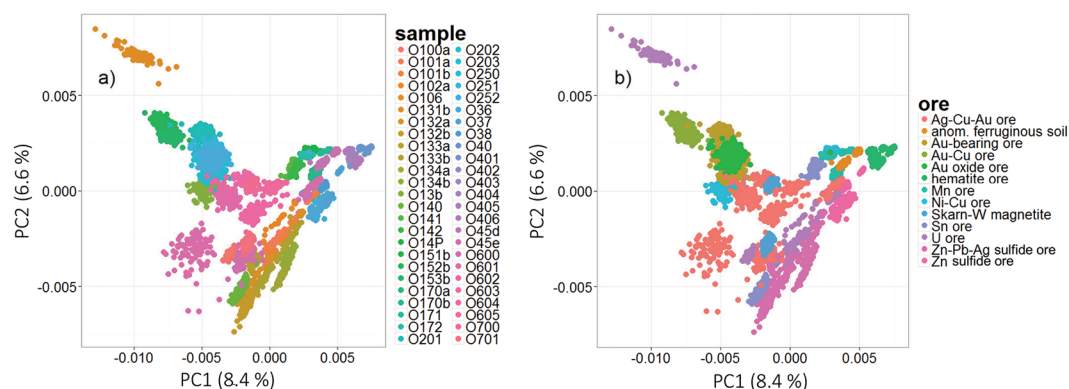 a)
PC2 (6.6 %)
0.005
0.000
-0.005
-0.010
-0.005
0.000
0.005
PC1 (8.4 %)
sample
O100a
O101a
O101b
O102a
O106
O131b
O132a
O132b
O133a
O133b
O134a
O134b
O13b
O140
O141
O142
O14P
O151b
O152b
O153b
O170a
O170b
O171
O172
O201
O202
O203
O250
O251
O252
O36
O37
O38
O40
O401
O402
O403
O404
O405
O406
O45d
O45e
O600
O601
O602
O603
O604
O605
O700
O701
b)
PC2 (6.6 %)
0.005
0.000
-0.005
-0.010
-0.005
0.000
0.005
PC1 (8.4 %)
ore
Ag-Cu-Au ore
anom. ferruginous soil
Au-bearing ore
Au-Cu ore
Au oxide ore
hematite ore
Mn ore
Ni-Cu ore
Skarn-W magnetite
Sn ore
U ore
Zn-Pb-Ag sulfide ore
Zn sulfide ore